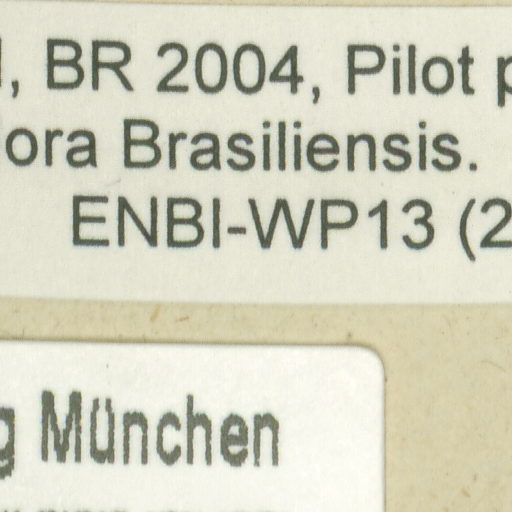 , BR 2004, Pilot p
ora Brasiliensis.
ENBI-WP13 (2
g München